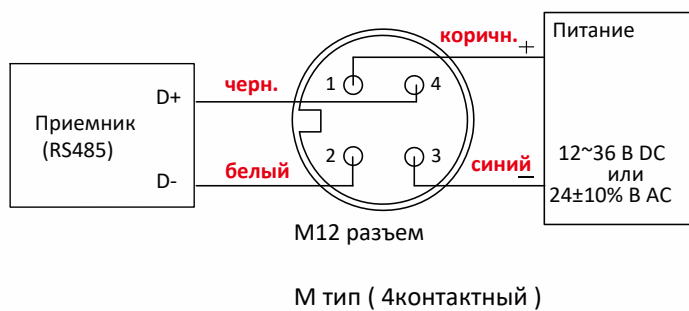 коричн.
+
Питание
черн.
1
4
D+
Приемник
(RS485)
2
3
12~36 В DC
или
24±10% В AC
D-
белый
синий
−
М12 разъем
М тип ( 4контактный )